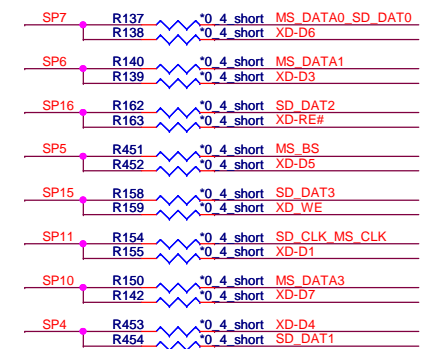 SP7 R137 *0_4_short MS_DATA0_SD_DAT0
R138 *0_4_short XD-D6
SP6 R140 *0_4_short MS_DATA1
R139 *0_4_short XD-D3
SP16 R162 *0_4_short SD_DAT2
R163 *0_4_short XD-RE#
SP5 R451 *0_4_short MS_BS
R452 *0_4_short XD-D5
SP15 R158 *0_4_short SD_DAT3
R159 *0_4_short XD_WE
SP11 R154 *0_4_short SD_CLK_MS_CLK
R155 *0_4_short XD-D1
SP10 R150 *0_4_short MS_DATA3
R142 *0_4_short XD-D7
SP4 R453 *0_4_short XD-D4
R454 *0_4_short SD_DAT1